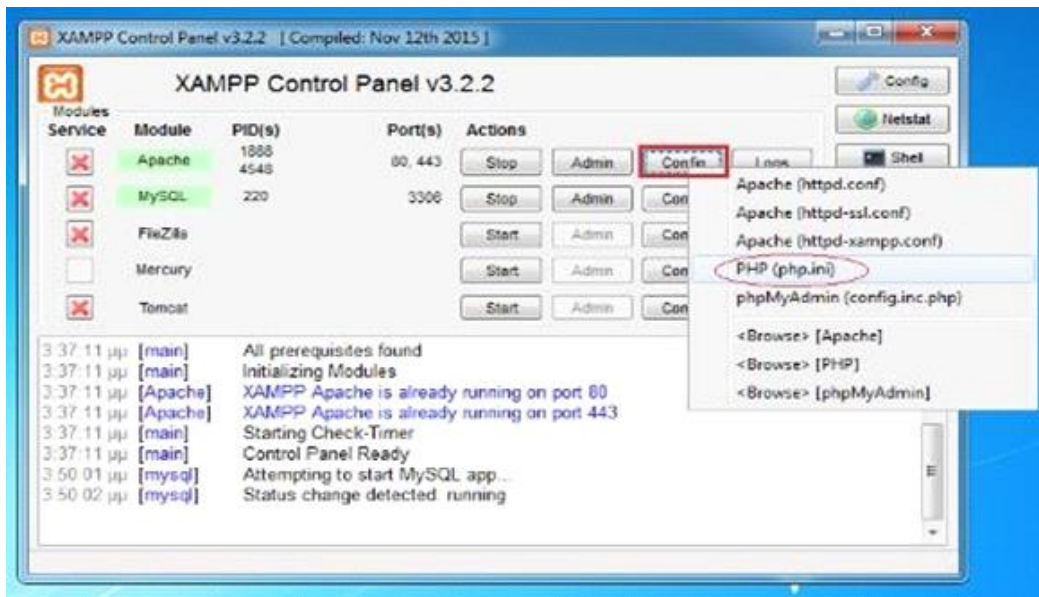 XAMPP Control Panel v3.2.2 [ Compiled: Nov 12th 2015 ]
XAMPP Control Panel v3.2.2
Config
Modules
Service Module PID(s) Port(s) Actions
Netstat
Apache 1888 4548 80, 443 Stop Admin Config Logs
Shell
MySQL 220 3306 Stop Admin Con
FileZilla Start Admin Con
Mercury Start Admin Con
Tomcat Start Admin Con
Apache (httpd.conf)
Apache (httpd-ssl.conf)
Apache (httpd-xampp.conf)
PHP (php.ini)
phpMyAdmin (config.inc.php)
<Browse> [Apache]
<Browse> [PHP]
<Browse> [phpMyAdmin]
3:37:11 μμ [main] All prerequisites found
3:37:11 μμ [main] Initializing Modules
3:37:11 μμ [Apache] XAMPP Apache is already running on port 80
3:37:11 μμ [Apache] XAMPP Apache is already running on port 443
3:37:11 μμ [main] Starting Check-Timer
3:37:11 μμ [main] Control Panel Ready
3:50:01 μμ [mysql] Attempting to start MySQL app...
3:50:02 μμ [mysql] Status change detected: running